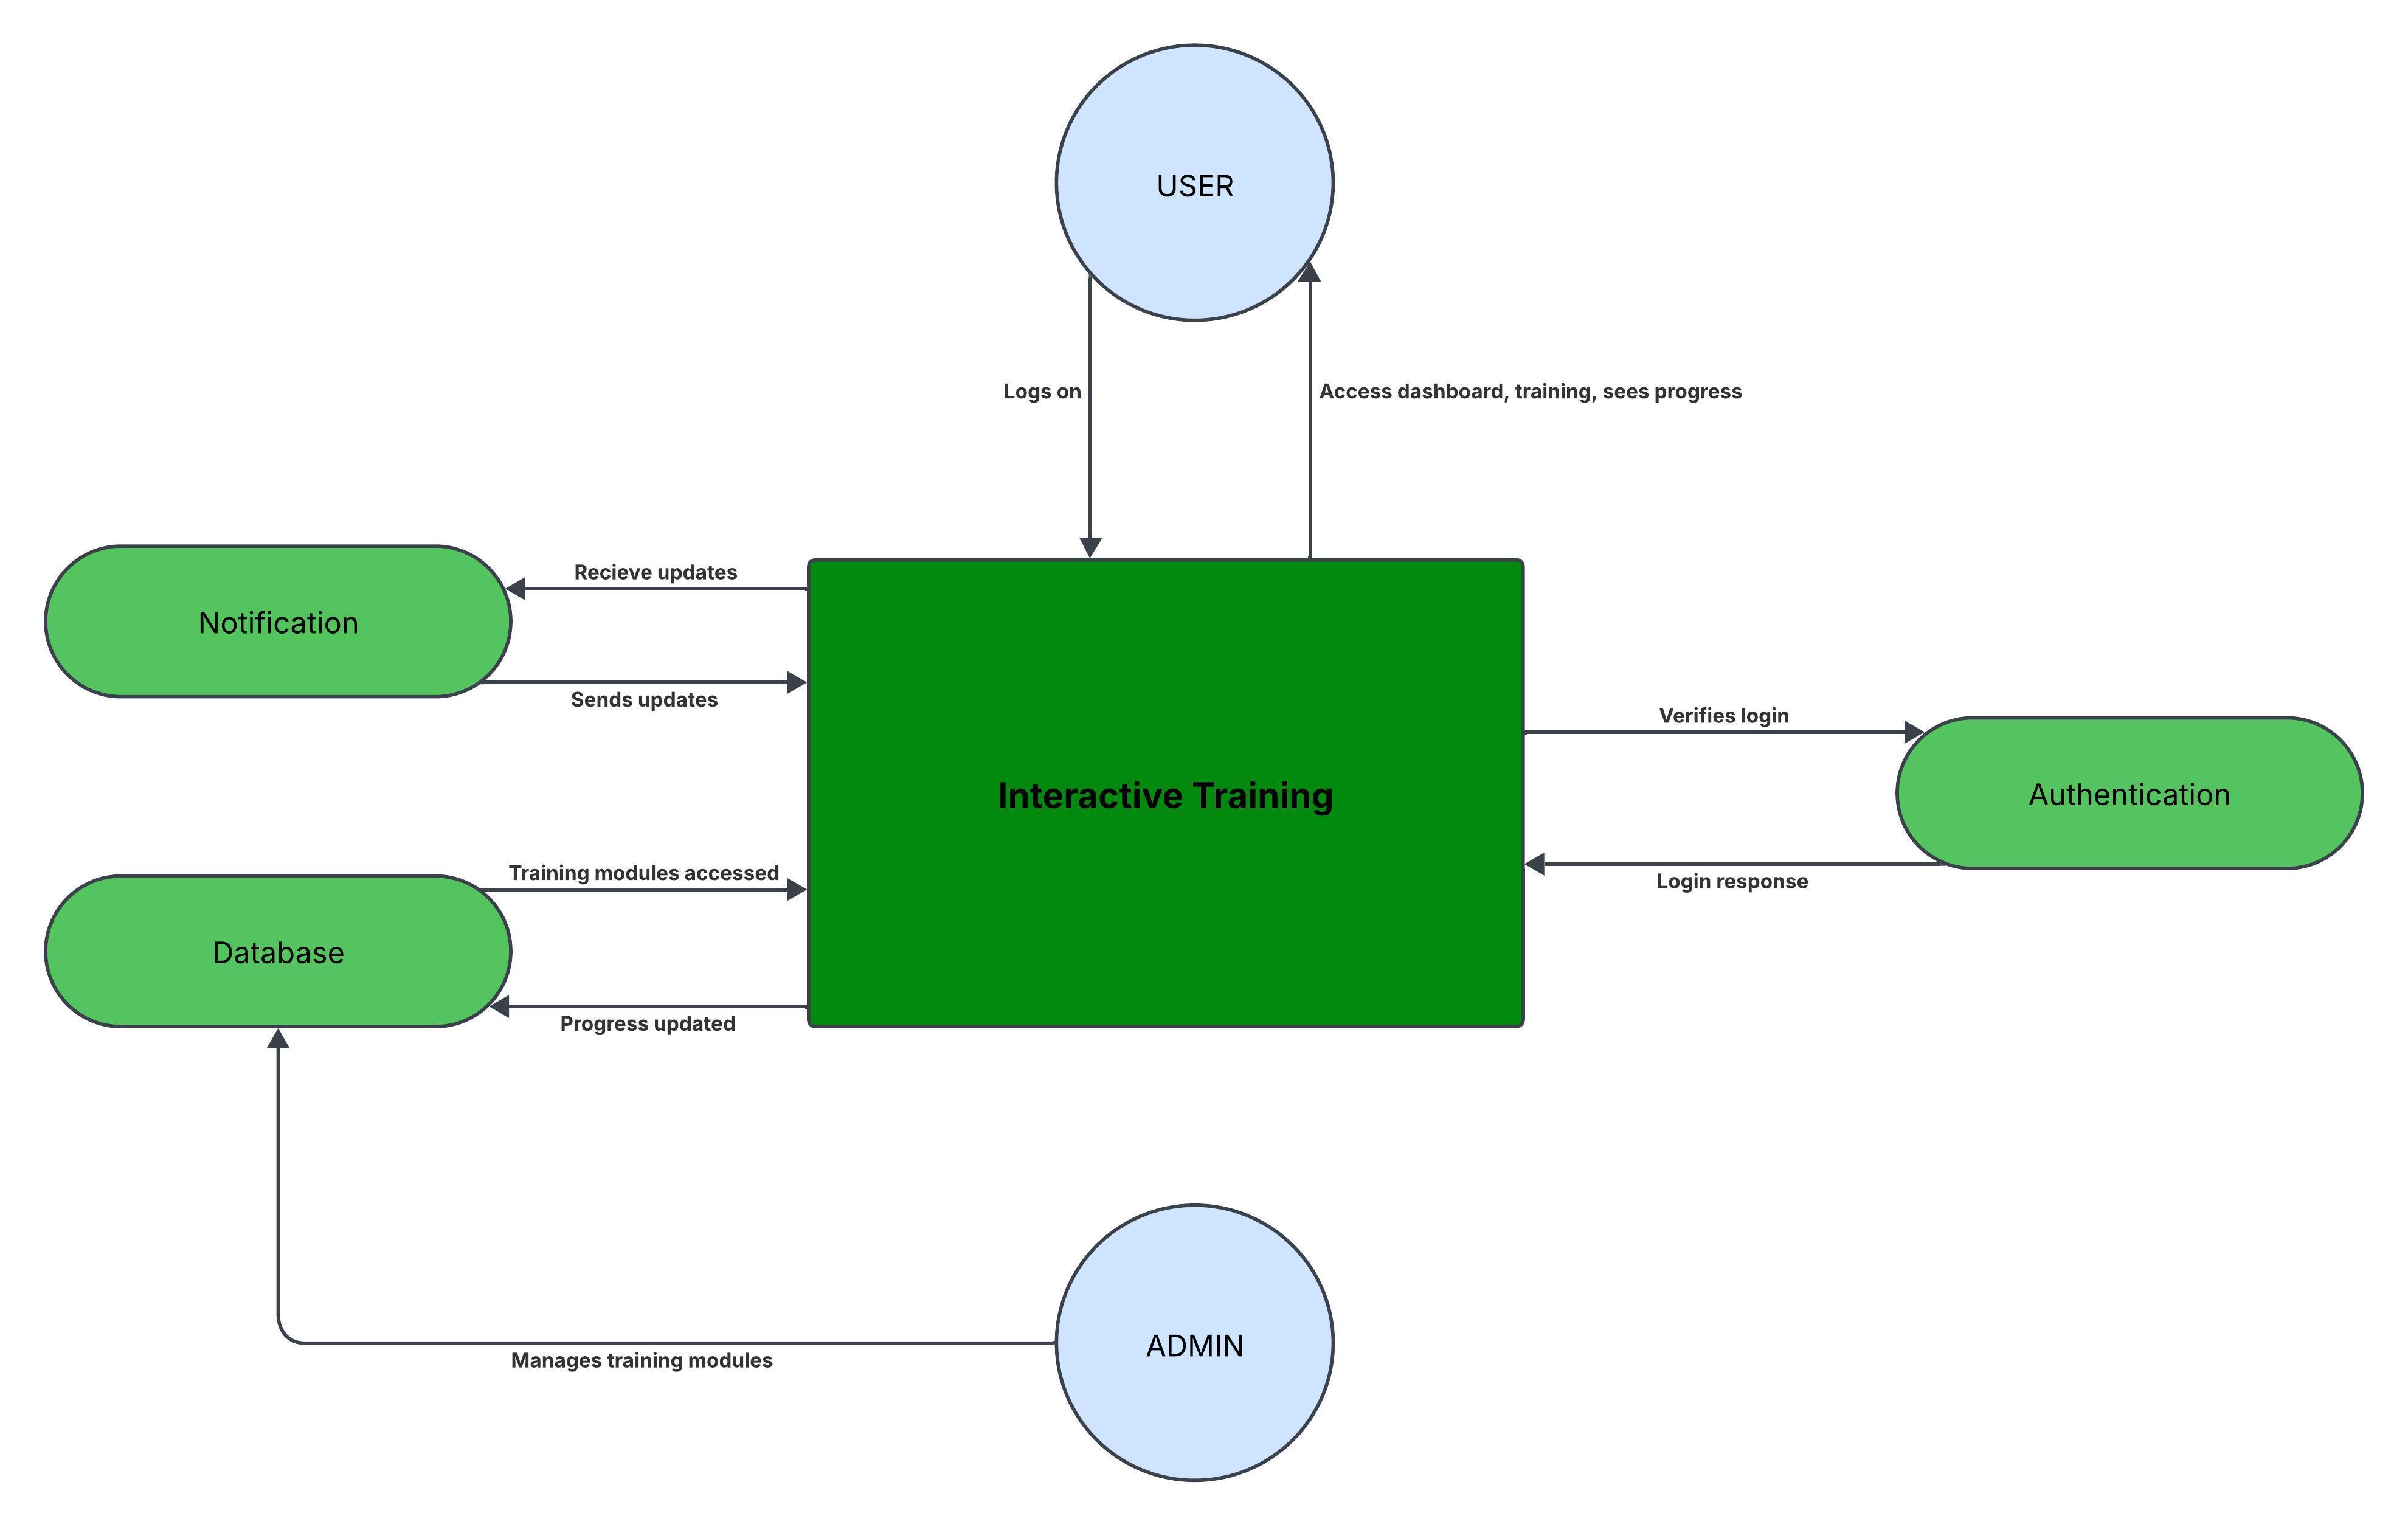 USER
Logs on
Access dashboard, training, sees progress
Recieve updates
Notification
Sends updates
Verifies login
Interactive Training
Authentication
Training modules accessed
Login response
Database
Progress updated
ADMIN
Manages training modules